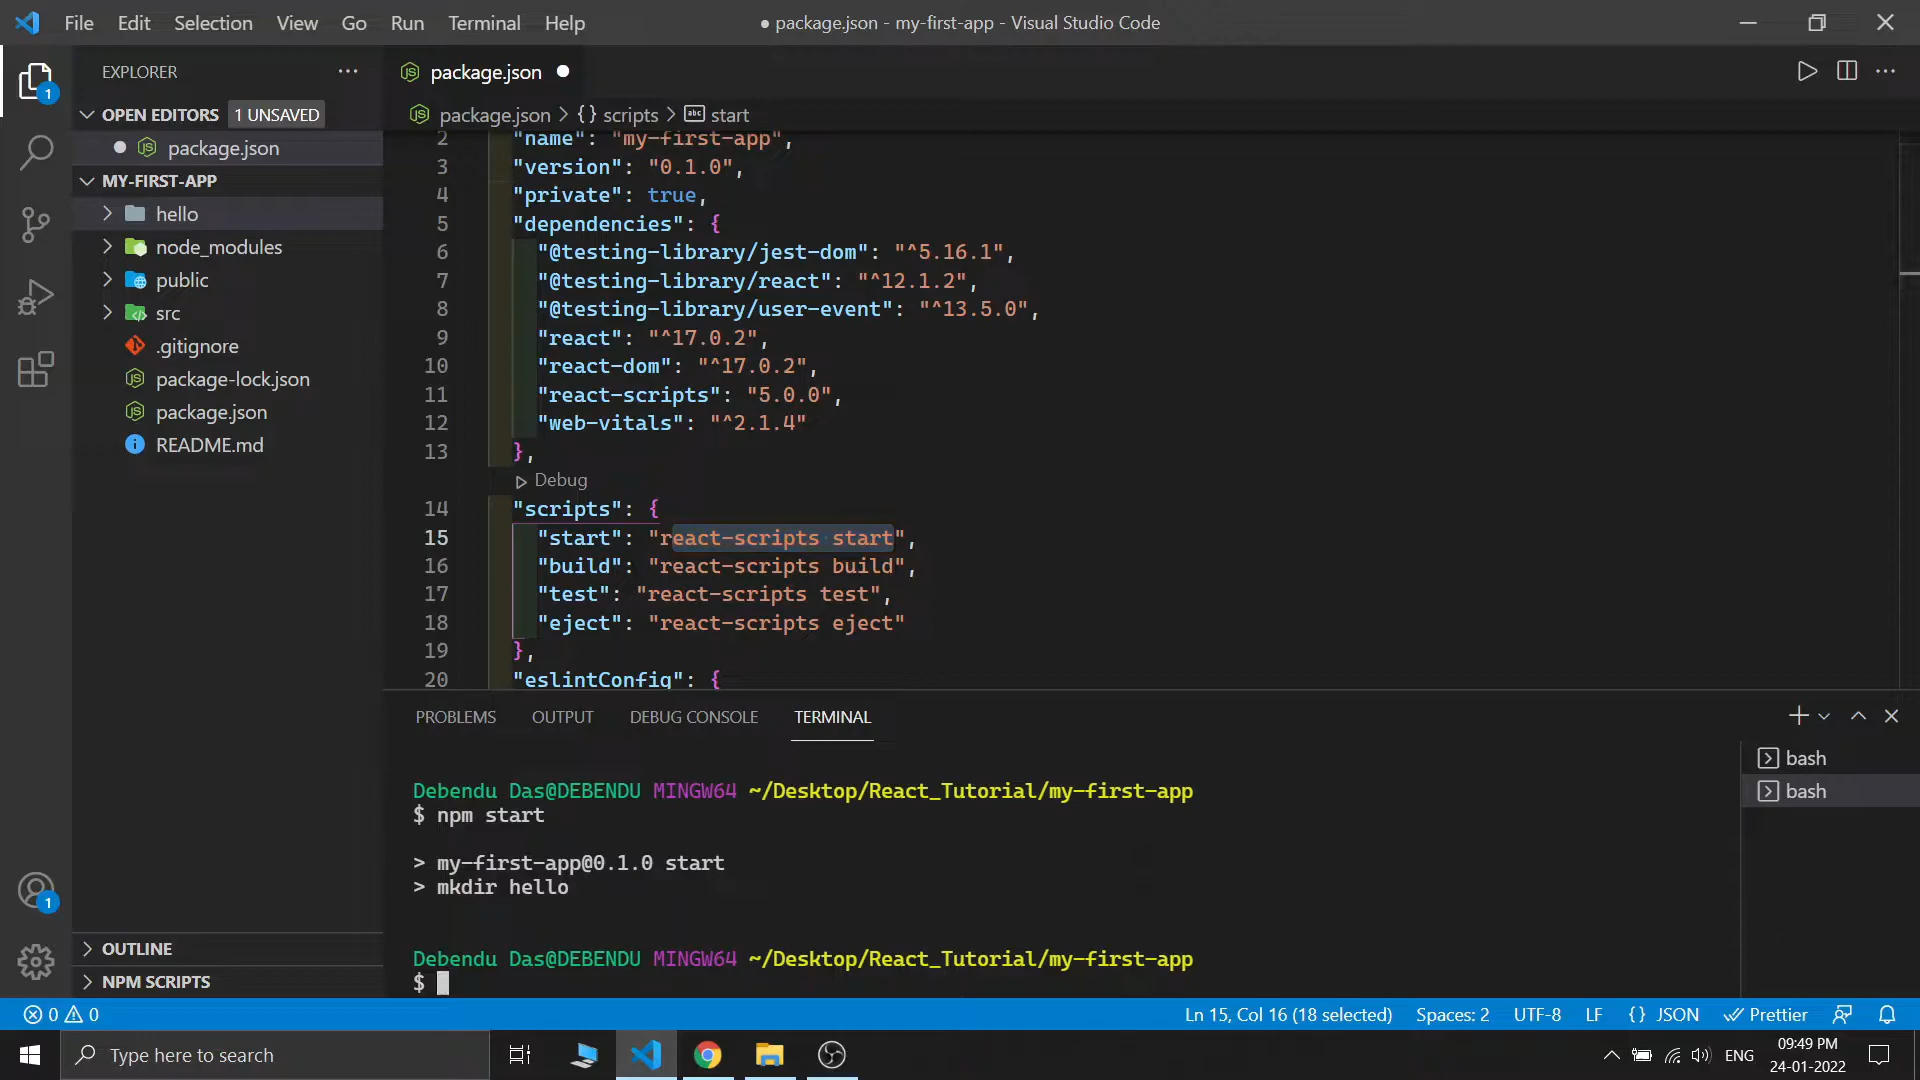 File Edit Selection View Go Run Terminal Help
● package.json - my-first-app - Visual Studio Code
EXPLORER
1
OPEN EDITORS 1 UNSAVED
package.json
MY-FIRST-APP
hello
node_modules
public
src
.gitignore
package-lock.json
package.json
README.md
OUTLINE
NPM SCRIPTS
1
package.json
package.json > {} scripts > abc start
2 "name": "my-first-app",
3 "version": "0.1.0",
4 "private": true,
5 "dependencies": {
6 "@testing-library/jest-dom": "^5.16.1",
7 "@testing-library/react": "^12.1.2",
8 "@testing-library/user-event": "^13.5.0",
9 "react": "^17.0.2",
10 "react-dom": "^17.0.2",
11 "react-scripts": "5.0.0",
12 "web-vitals": "^2.1.4"
13 },
Debug
14 "scripts": {
15 "start": "react-scripts start",
16 "build": "react-scripts build",
17 "test": "react-scripts test",
18 "eject": "react-scripts eject"
19 },
20 "eslintConfig": {
PROBLEMS OUTPUT DEBUG CONSOLE TERMINAL
Debendu Das@DEBENDU MINGW64 ~/Desktop/React_Tutorial/my-first-app
$ npm start
> my-first-app@0.1.0 start
> mkdir hello
Debendu Das@DEBENDU MINGW64 ~/Desktop/React_Tutorial/my-first-app
$
bash
bash
0 0
Ln 15, Col 16 (18 selected) Spaces: 2 UTF-8 LF {} JSON Prettier
Type here to search
ENG
09:49 PM
24-01-2022